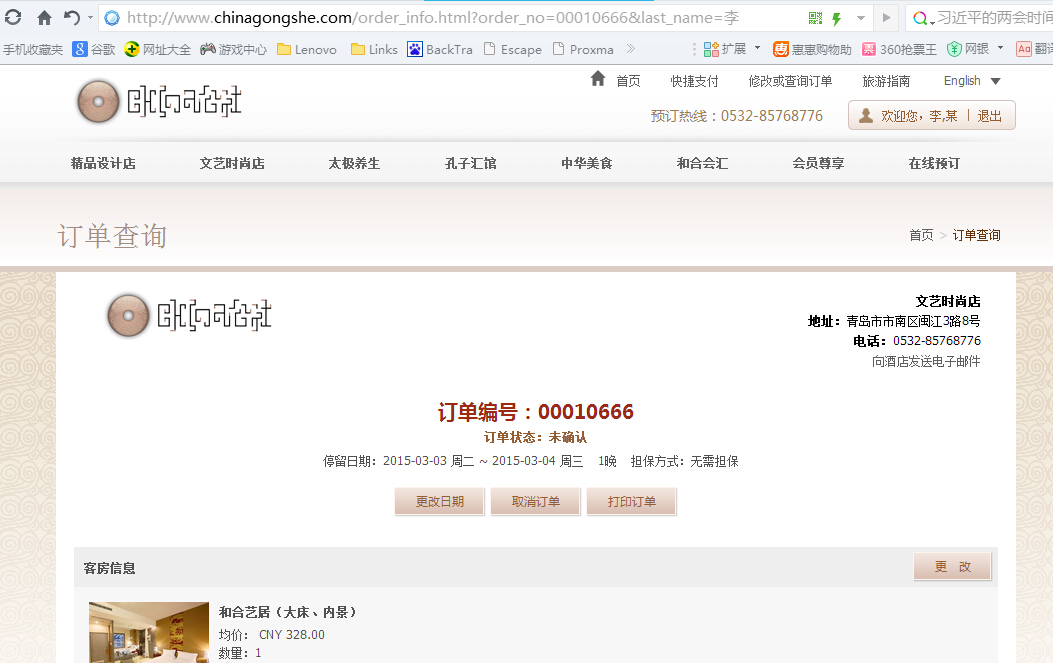 http://www.chinagongshe.com/order_info.html?order_no=00010666&last_name=李
习近平的两会时间
手机收藏夹 谷歌 网址大全 游戏中心 Lenovo Links BackTra Escape Proxma 扩展 惠惠购物助 360抢票王 网银
首页 快捷支付 修改或查询订单 旅游指南 English
预订热线：0532-85768776 欢迎您，李,某 | 退出
精品设计店 文艺时尚店 太极养生 孔子汇馆 中华美食 和合会汇 会员尊享 在线预订
订单查询
首页 > 订单查询
文艺时尚店
地址：青岛市市南区闽江3路8号
电话：0532-85768776
向酒店发送电子邮件
订单编号：00010666
订单状态：未确认
停留日期：2015-03-03 周二 ~ 2015-03-04 周三 1晚 担保方式：无需担保
更改日期 取消订单 打印订单
客房信息 更 改
和合艺居（大床、内景）
均价： CNY 328.00
数量：1